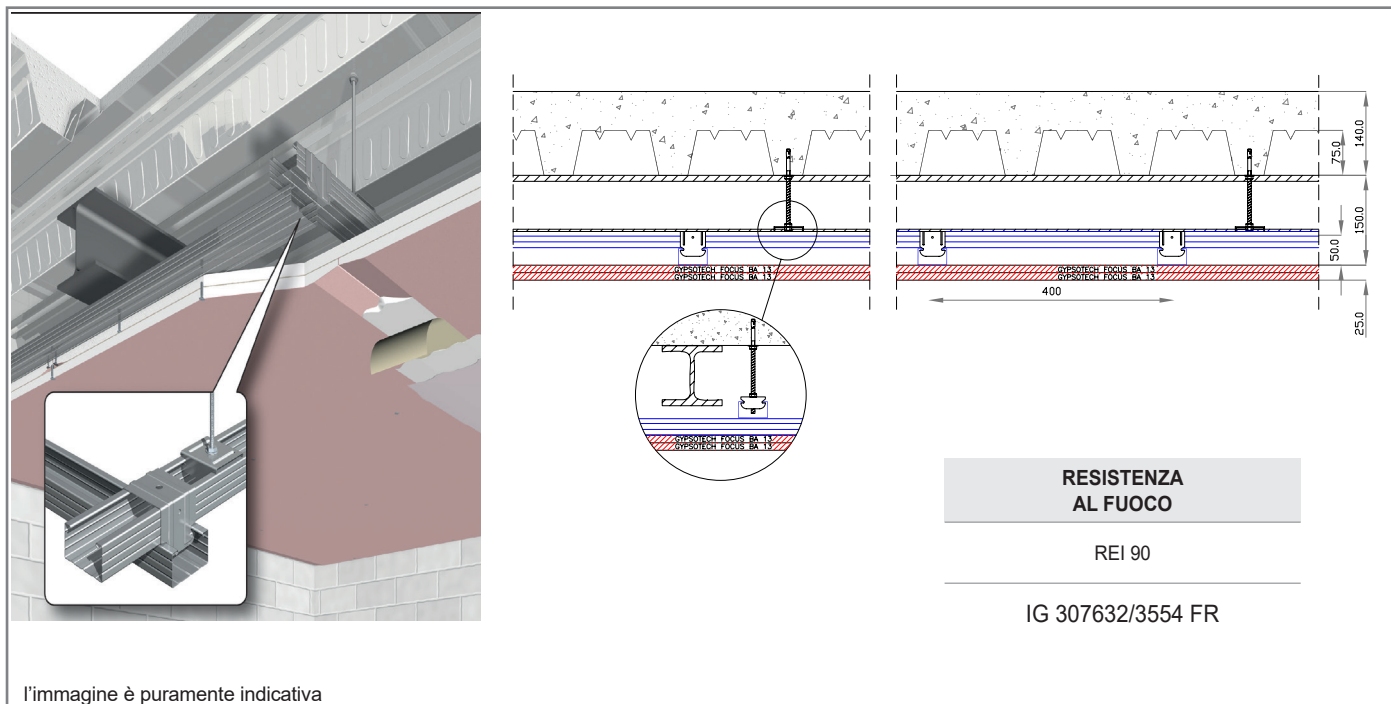 GYPSOTECH FOCUS BA 13
GYPSOTECH FOCUS BA 13
GYPSOTECH FOCUS BA 13
GYPSOTECH FOCUS BA 13
400
75.0
140.0
150.0
50.0
25.0
GYPSOTECH FOCUS BA 13
GYPSOTECH FOCUS BA 13
RESISTENZA
AL FUOCO
REI 90
IG 307632/3554 FR
l'immagine è puramente indicativa